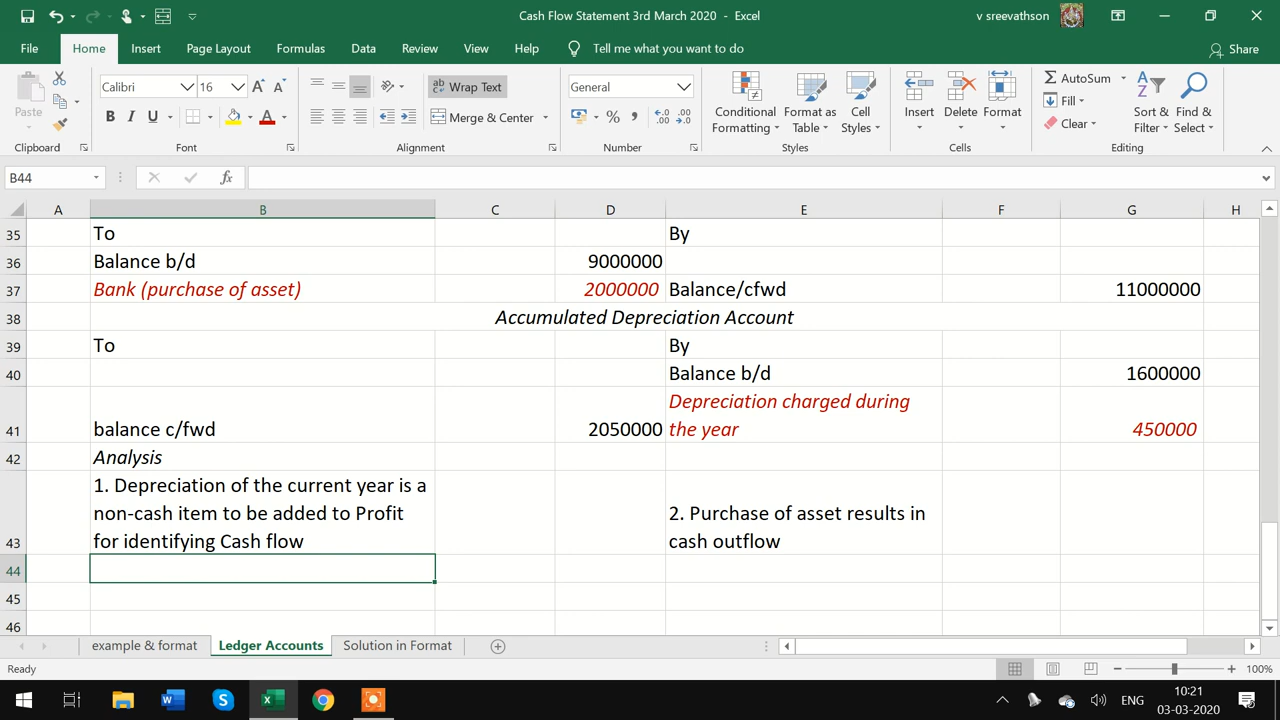 Cash Flow Statement 3rd March 2020 - Excel
v sreevathson
File Home Insert Page Layout Formulas Data Review View Help Tell me what you want to do Share
Paste
Clipboard
Calibri 16
B I U
Font
Wrap Text
Merge & Center
Alignment
General
Number
Conditional Formatting
Format as Table
Cell Styles
Styles
Insert Delete Format
Cells
AutoSum
Fill
Clear
Sort & Filter
Find & Select
Editing
B44 fx
A B C D E F G H
35 To By
36 Balance b/d 9000000
37 Bank (purchase of asset) 2000000 Balance/cfwd 11000000
38 Accumulated Depreciation Account
39 To By
40 Balance b/d 1600000
Depreciation charged during
41 balance c/fwd 2050000 the year 450000
42 Analysis
1. Depreciation of the current year is a
non-cash item to be added to Profit 2. Purchase of asset results in
43 for identifying Cash flow cash outflow
44
45
46
example & format Ledger Accounts Solution in Format
Ready 100%
ENG 10:21
03-03-2020